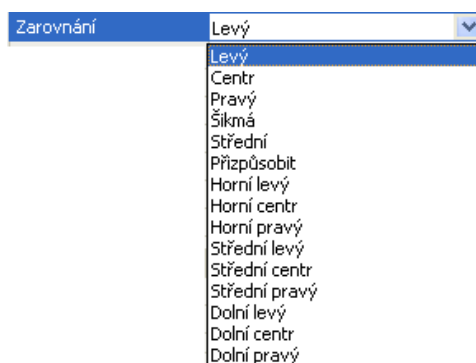 Zarovnání Levý
Levý
Centr
Pravý
Šikmá
Střední
Přizpůsobit
Horní levý
Horní centr
Horní pravý
Střední levý
Střední centr
Střední pravý
Dolní levý
Dolní centr
Dolní pravý